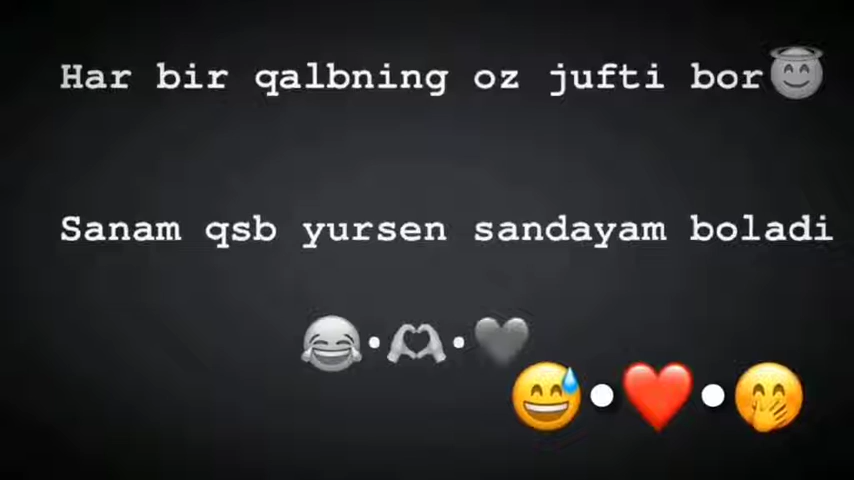 Har bir qalbning oz jufti bor😇
Sanam qsb yursen sandayam boladi
😂•🫶•🩶
😅•❤️•🤭